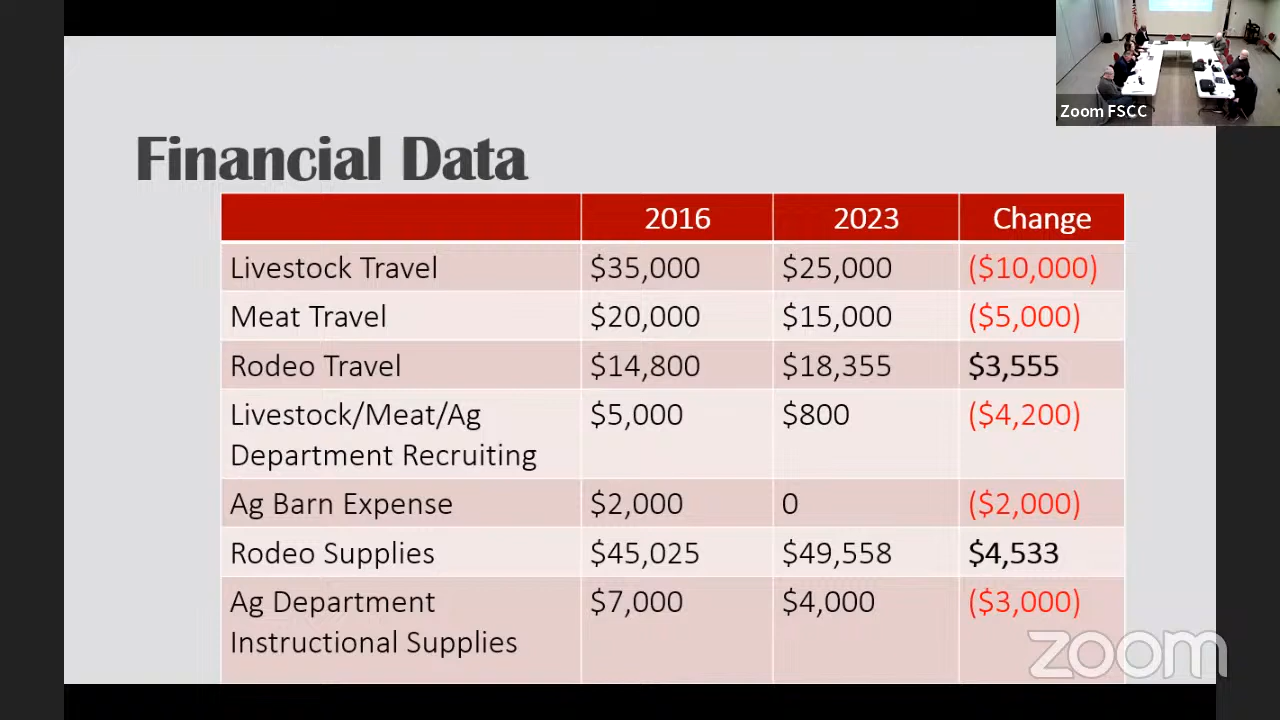 Zoom FSCC
Financial Data
2016 2023 Change
Livestock Travel $35,000 $25,000 ($10,000)
Meat Travel $20,000 $15,000 ($5,000)
Rodeo Travel $14,800 $18,355 $3,555
Livestock/Meat/Ag $5,000 $800 ($4,200)
Department Recruiting
Ag Barn Expense $2,000 0 ($2,000)
Rodeo Supplies $45,025 $49,558 $4,533
Ag Department $7,000 $4,000 ($3,000)
Instructional Supplies
zoom